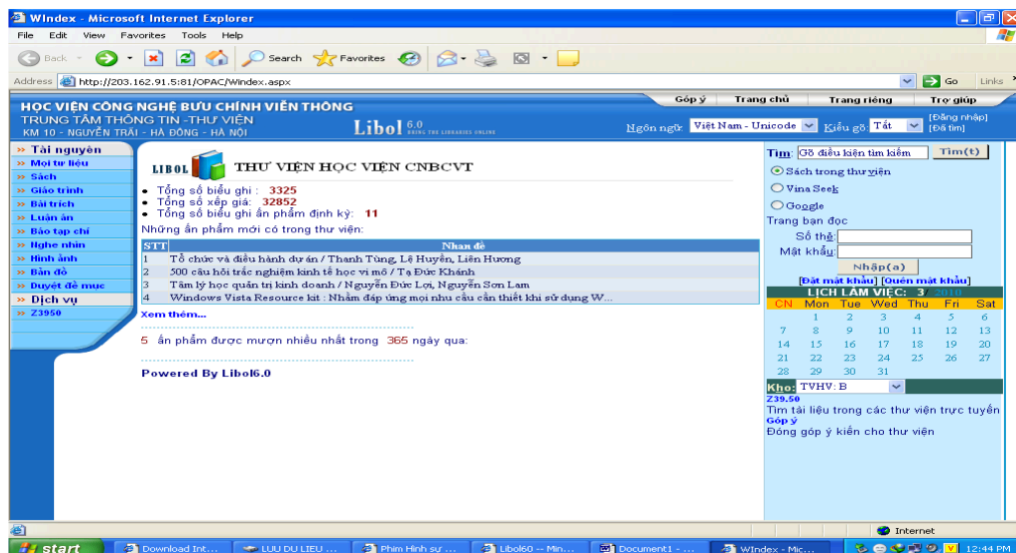 WIndex - Microsoft Internet Explorer
File Edit View Favorites Tools Help
Back Search Favorites
Address http://203.162.91.5:81/OPAC/Windex.aspx Go Links
HỌC VIỆN CÔNG NGHỆ BƯU CHÍNH VIỄN THÔNG
TRUNG TÂM THÔNG TIN -THƯ VIỆN
KM 10 - NGUYỄN TRÃI - HÀ ĐÔNG - HÀ NỘI
Libol 6.0
BRING THE LIBRARIES ONLINE
Góp ý Trang chủ Trang riêng Trợ giúp
Ngôn ngữ: Việt Nam - Unicode Kiểu gõ: Tắt [Đăng nhập]
[Đã tìm]
Tài nguyên
Mọi tư liệu
Sách
Giáo trình
Bài trích
Luận án
Báo tạp chí
Nghe nhìn
Hình ảnh
Bản đồ
Duyệt đề mục
Dịch vụ
Z3950
LIBOL THƯ VIỆN HỌC VIỆN CNBCVT
Tổng số biểu ghi : 3325
Tổng số xếp giá: 32852
Tổng số biểu ghi ấn phẩm định kỳ: 11
Những ấn phẩm mới có trong thư viện:
STT Nhan đề
1 Tổ chức và điều hành dự án / Thanh Tùng, Lệ Huyền, Liên Hương
2 500 câu hỏi trắc nghiệm kinh tế học vi mô / Tạ Đức Khánh
3 Tâm lý học quản trị kinh doanh / Nguyễn Đức Lợi, Nguyễn Sơn Lam
4 Windows Vista Resource kit : Nhằm đáp ứng mọi nhu cầu cần thiết khi sử dụng W...
Xem thêm...
5 ấn phẩm được mượn nhiều nhất trong 365 ngày qua:
Powered By Libol6.0
Tìm: Gõ điều kiện tìm kiếm Tìm(t)
Sách trong thư viện
Vina Seek
Google
Trang bạn đọc
Số thẻ:
Mật khẩu:
Nhập(a)
[Đặt mật khẩu] [Quên mật khẩu]
LỊCH LÀM VIỆC: 3/ 2010
CN Mon Tue Wed Thu Fri Sat
1 2 3 4 5 6
7 8 9 10 11 12 13
14 15 16 17 18 19 20
21 22 23 24 25 26 27
28 29 30 31
Kho: TVHV: B
Z39.50
Tìm tài liệu trong các thư viện trực tuyến
Góp ý
Đóng góp ý kiến cho thư viện
Internet
start Download Int... LUU DU LIEU ... Phim Hình sự ... Libol60 -- Min... Document1 - ... WIndex - Mic... 12:44 PM